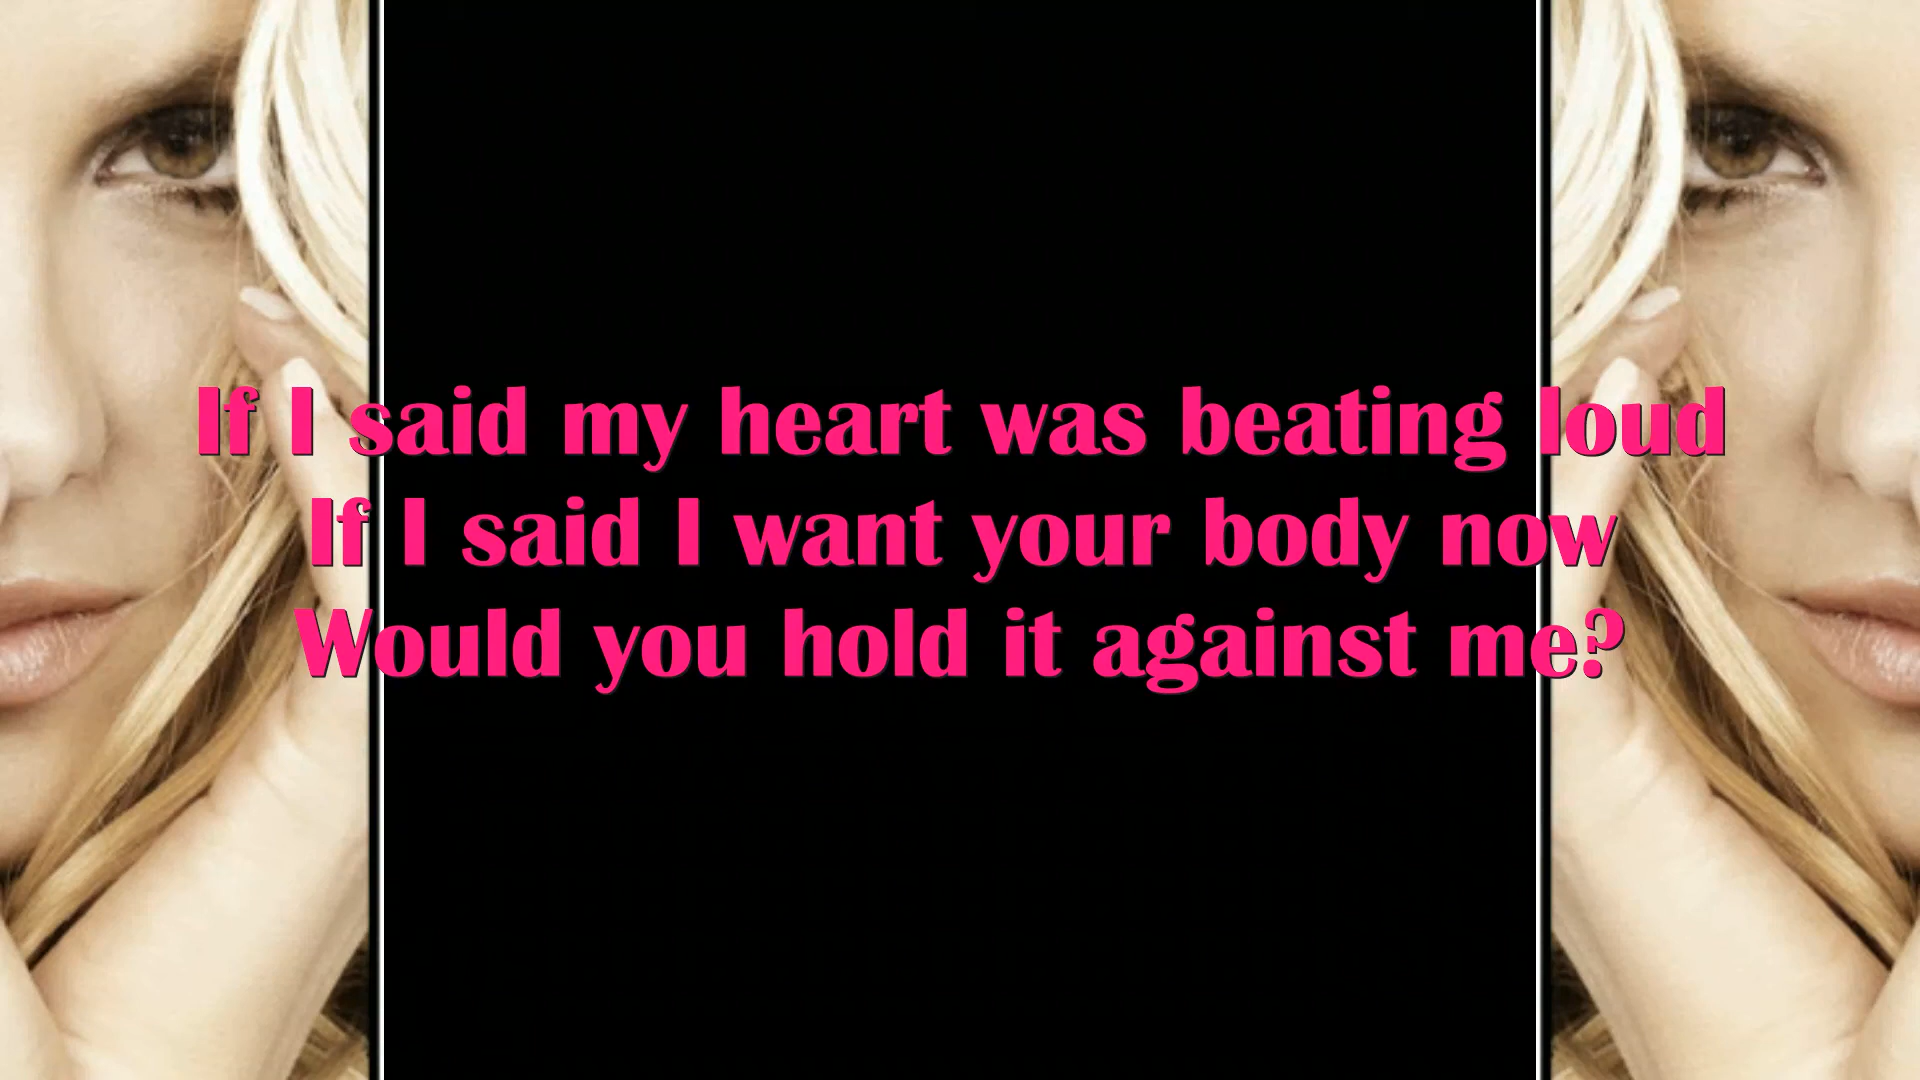 If I said my heart was beating loud
If I said I want your body now
Would you hold it against me?